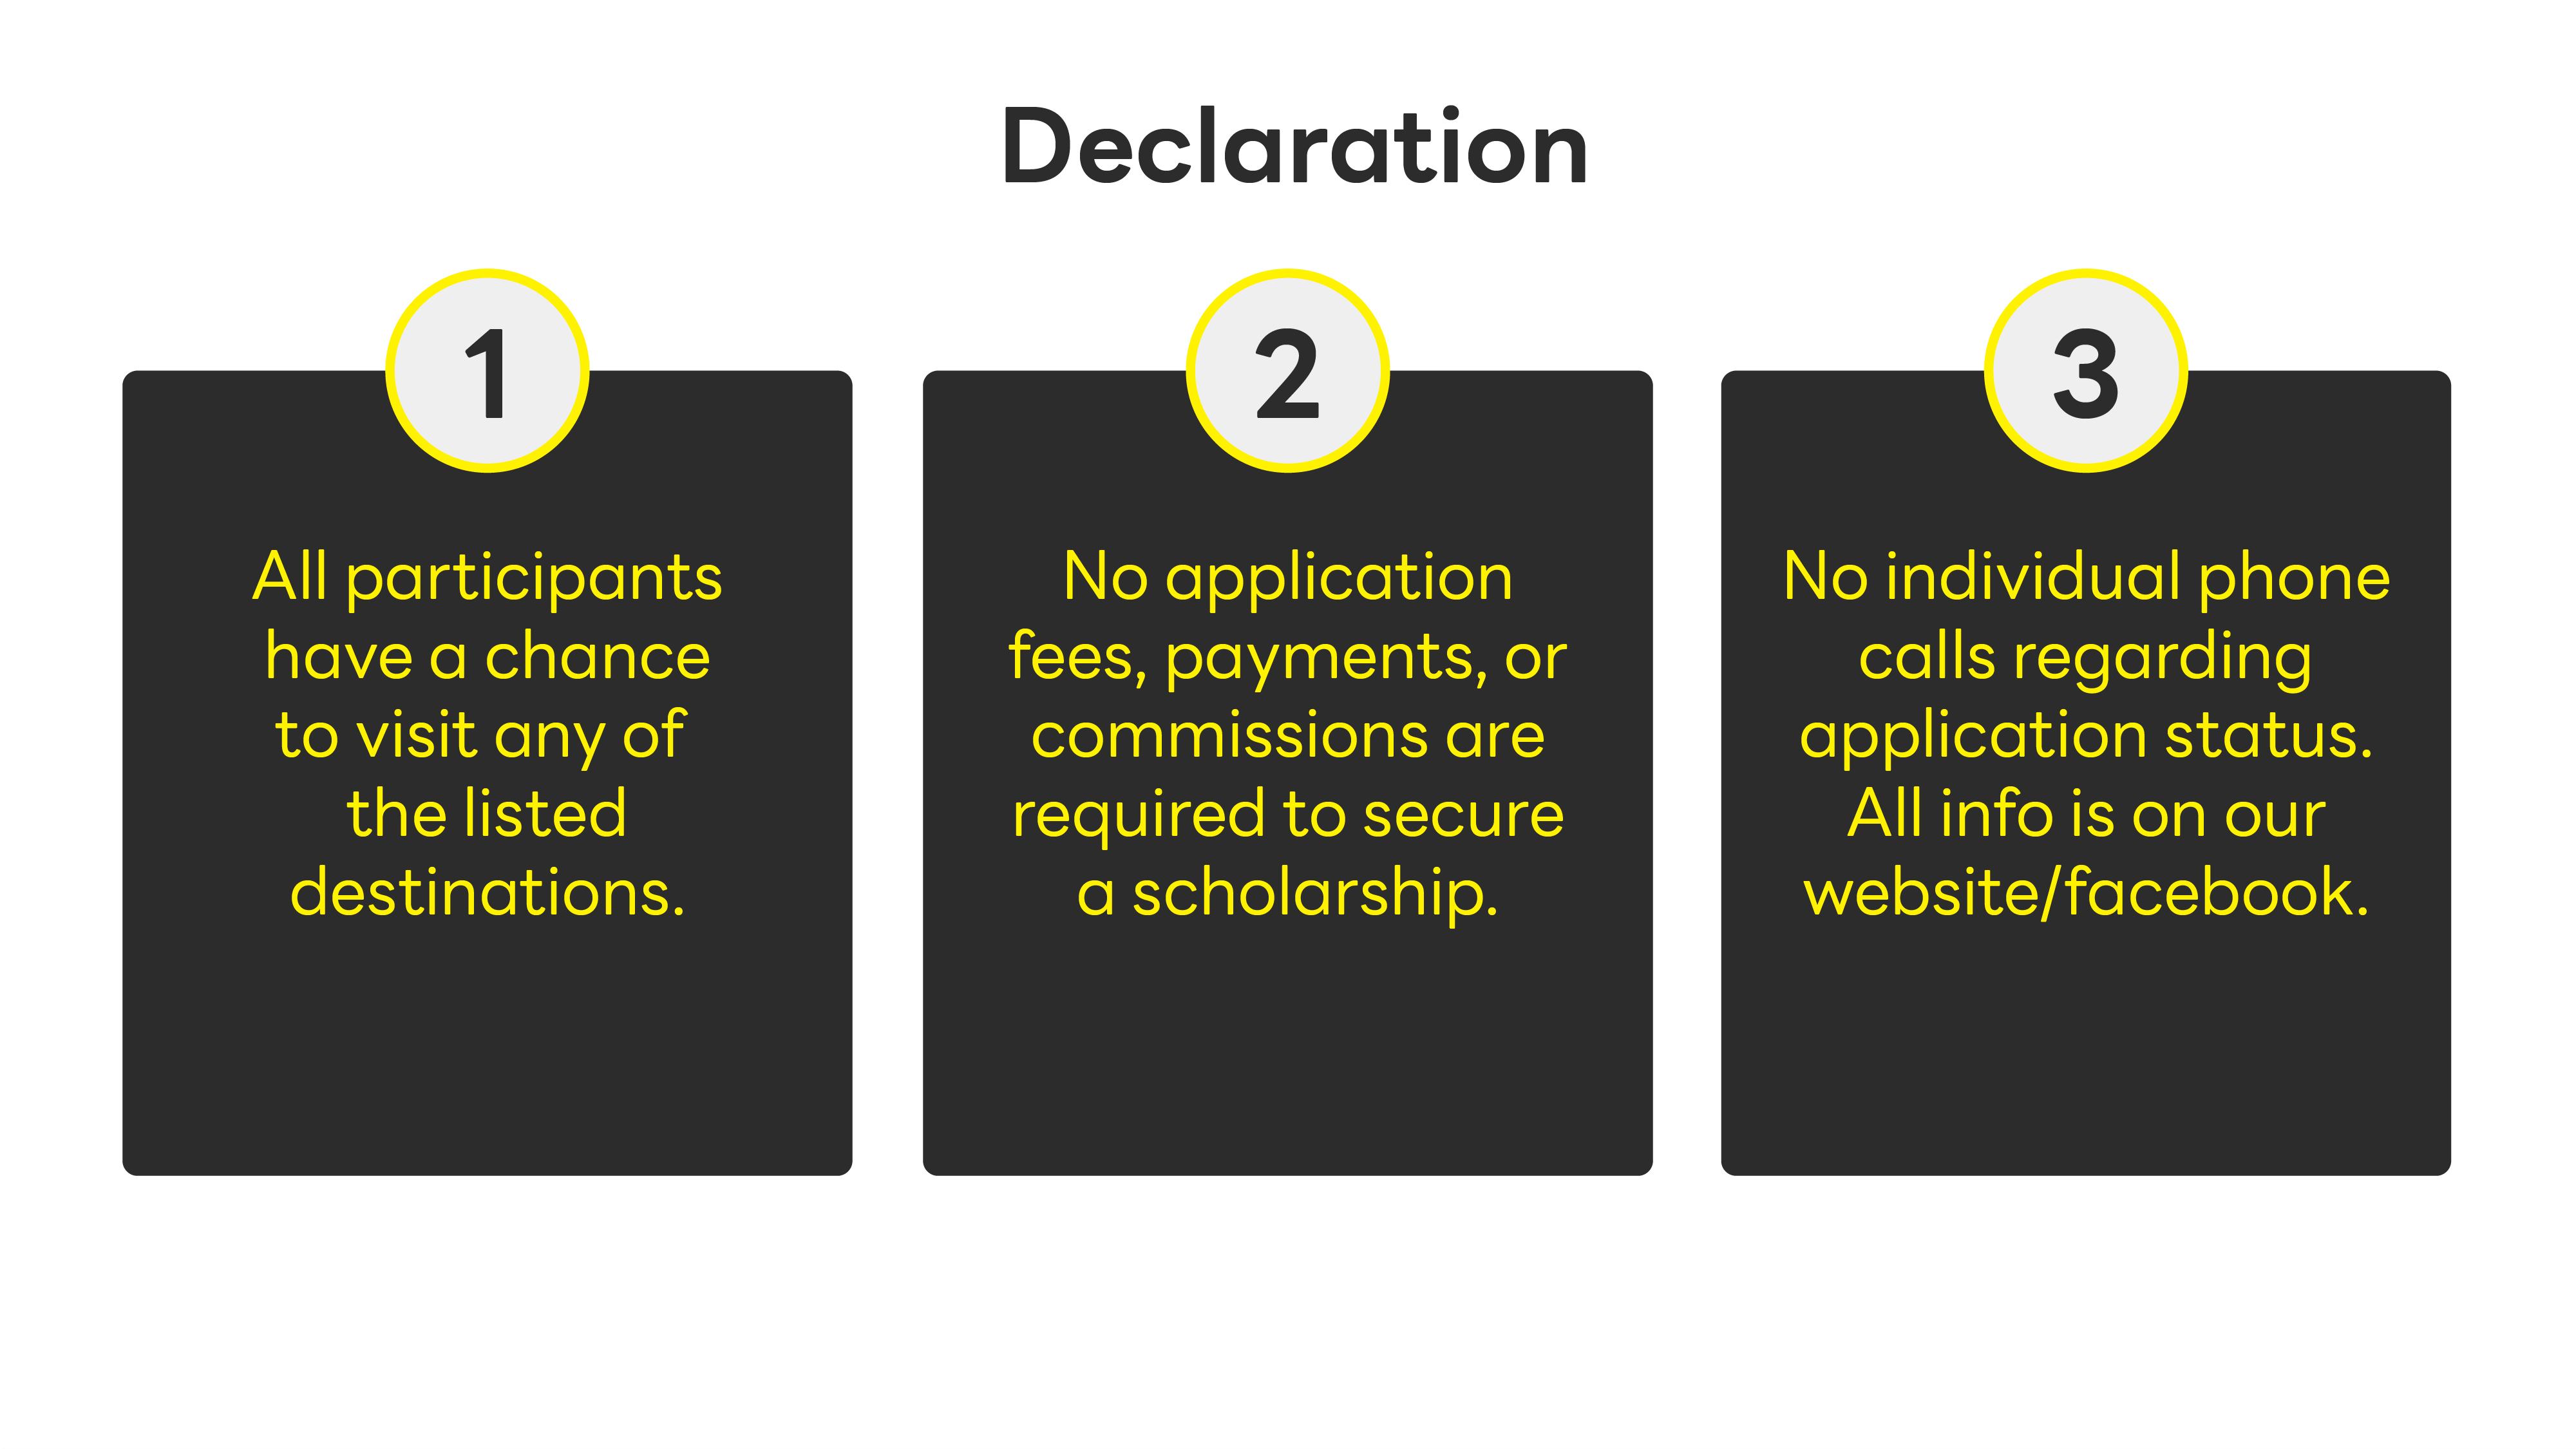 Declaration
1
All participants
have a chance
to visit any of
the listed
destinations.
2
No application
fees, payments, or
commissions are
required to secure
a scholarship.
3
No individual phone
calls regarding
application status.
All info is on our
website/facebook.